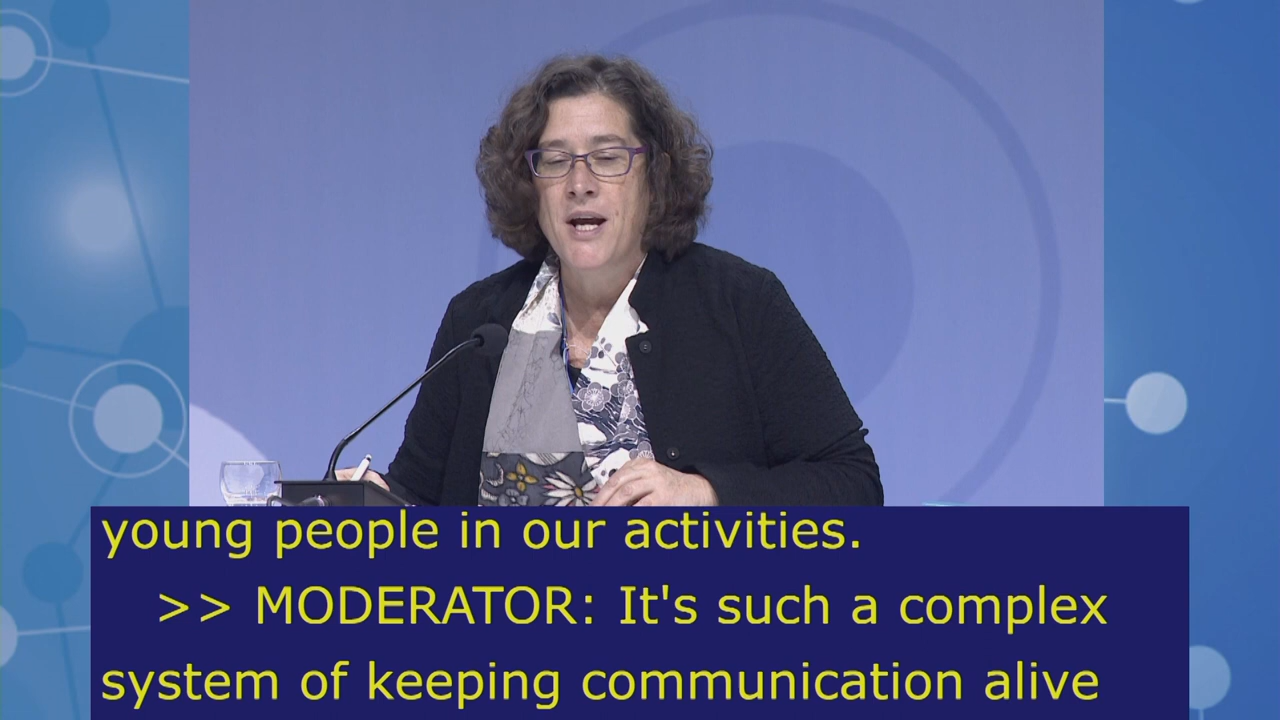 young people in our activities.
>> MODERATOR: It's such a complex
system of keeping communication alive